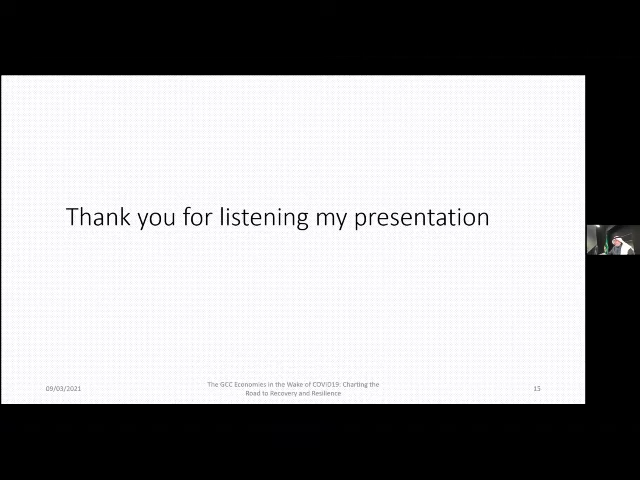 Thank you for listening my presentation
09/03/2021
The GCC Economies in the Wake of COVID19: Charting the
Road to Recovery and Resilience
15